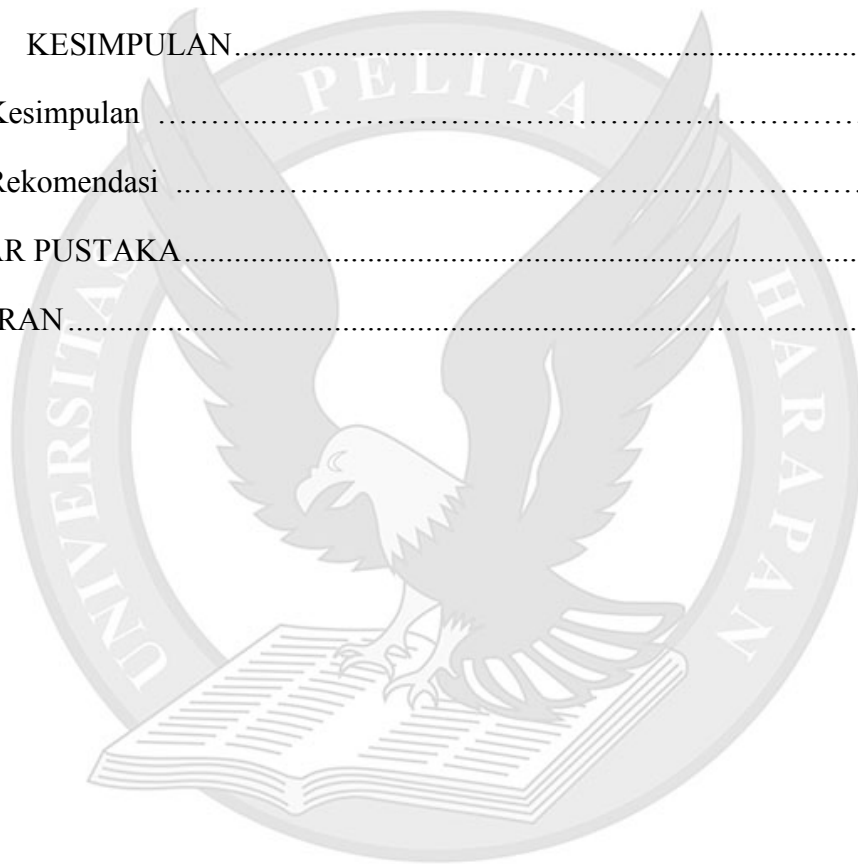 KESIMPULAN........................................................................................
Kesimpulan ………..……………………………………………………
Rekomendasi ..……………………………………………………………
AR PUSTAKA........................................................................................
RAN........................................................................................................
UNIVERSITAS PELITA HARAPAN